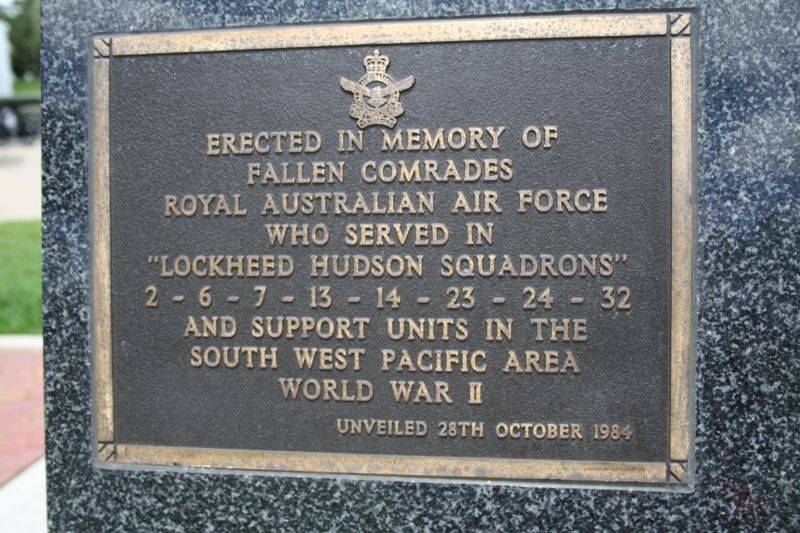 ERECTED IN MEMORY OF
FALLEN COMRADES
ROYAL AUSTRALIAN AIR FORCE
WHO SERVED IN
"LOCKHEED HUDSON SQUADRONS"
2 - 6 - 7 - 13 - 14 - 23 - 24 - 32
AND SUPPORT UNITS IN THE
SOUTH WEST PACIFIC AREA
WORLD WAR II
UNVEILED 28TH OCTOBER 1984